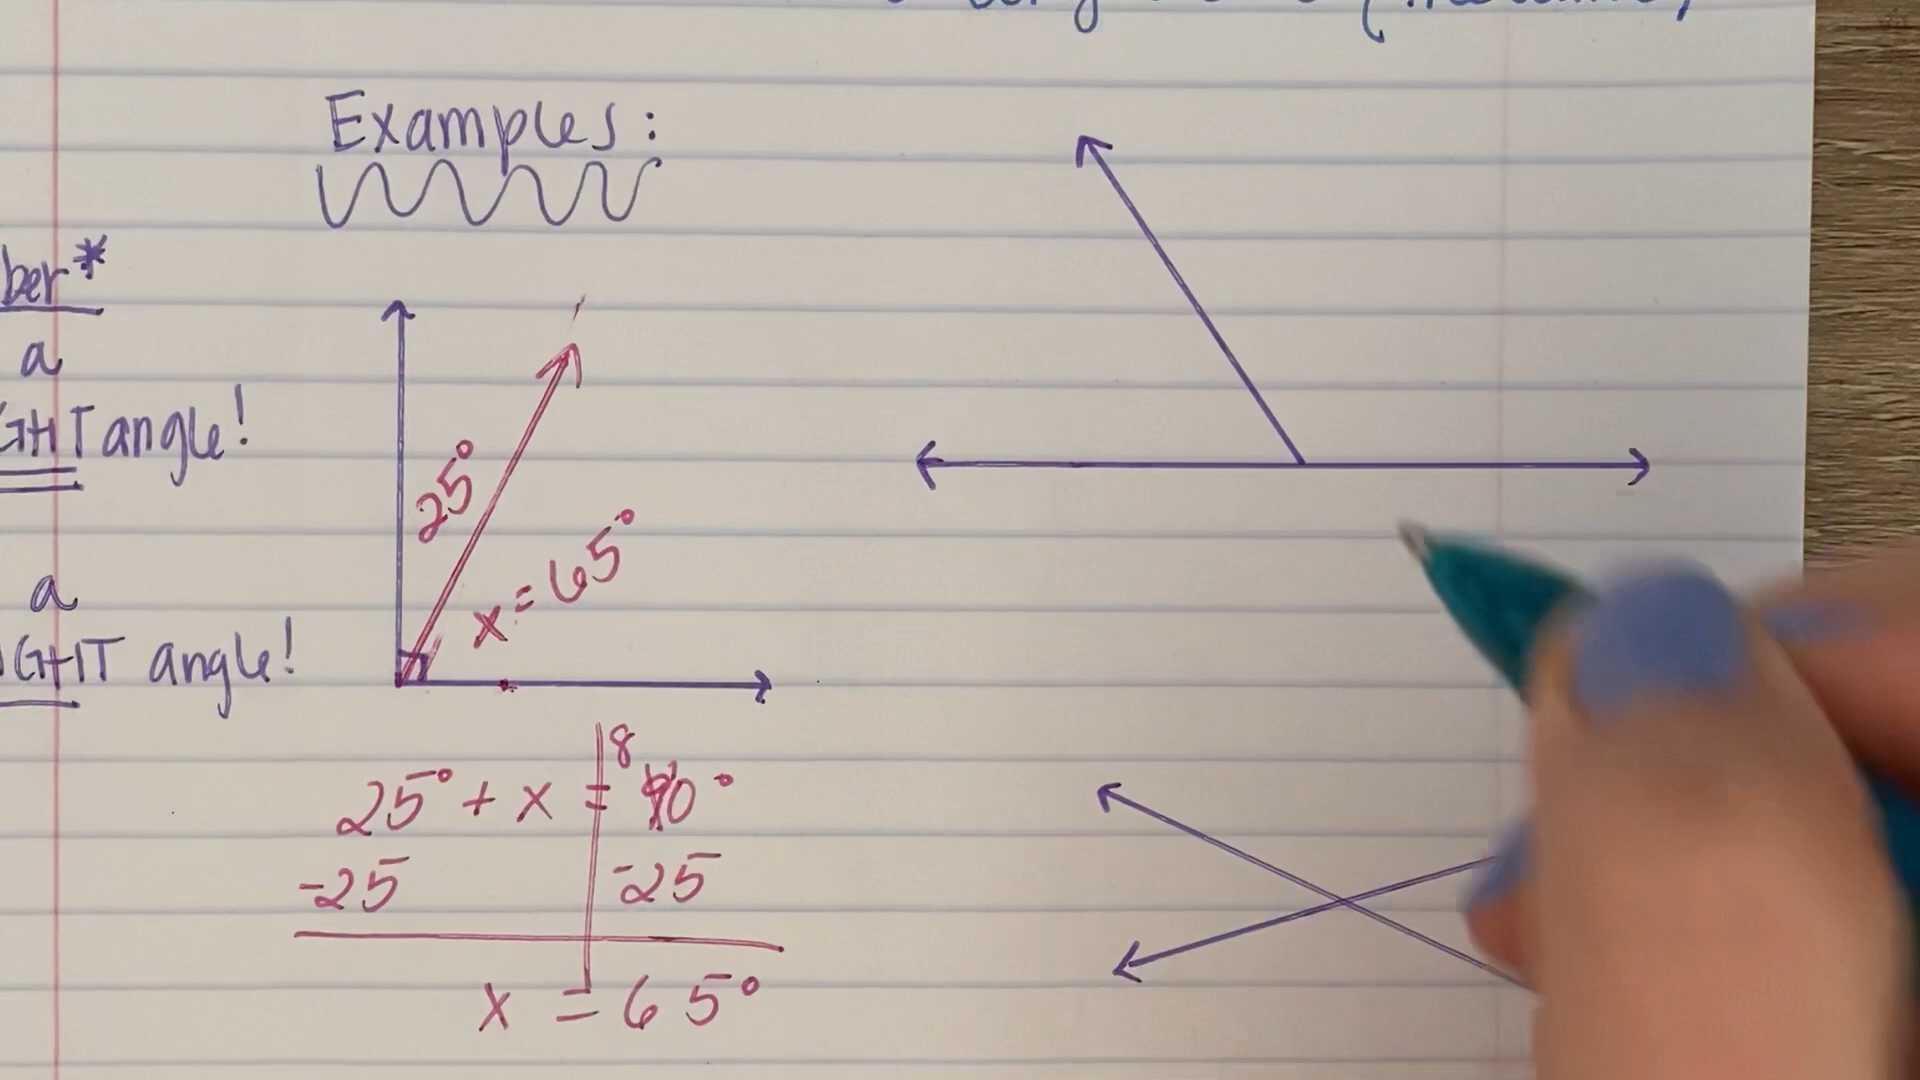 Examples:
ber*
a
GHT angle!
a
GHT angle!
25°
x = 65°
25° + x = 90°
8
-25 -25
x = 65°